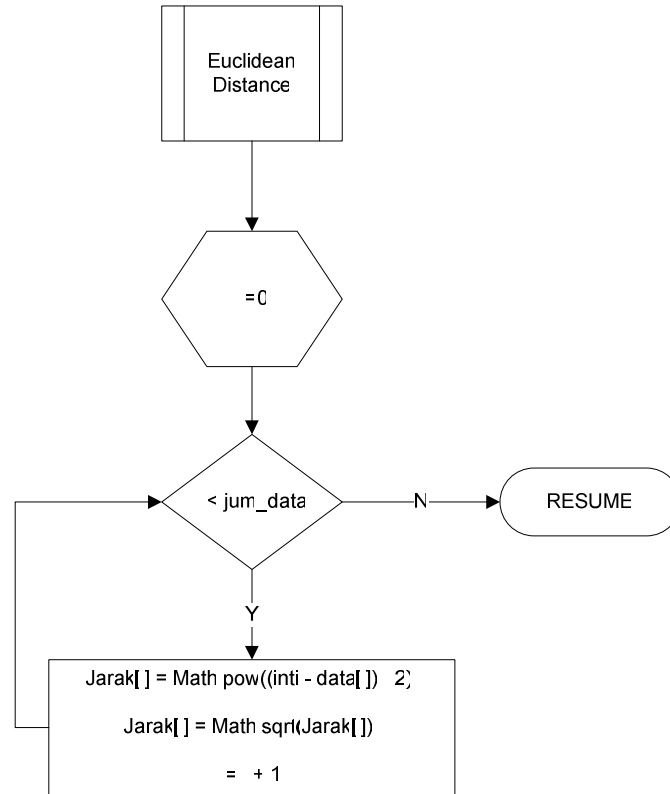 Euclidean
Distance
=0
< jum_data
N
RESUME
Y
Jarak[ ] = Math pow((inti - data[ ]) 2)
Jarak[ ] = Math sqrt(Jarak[ ])
= + 1